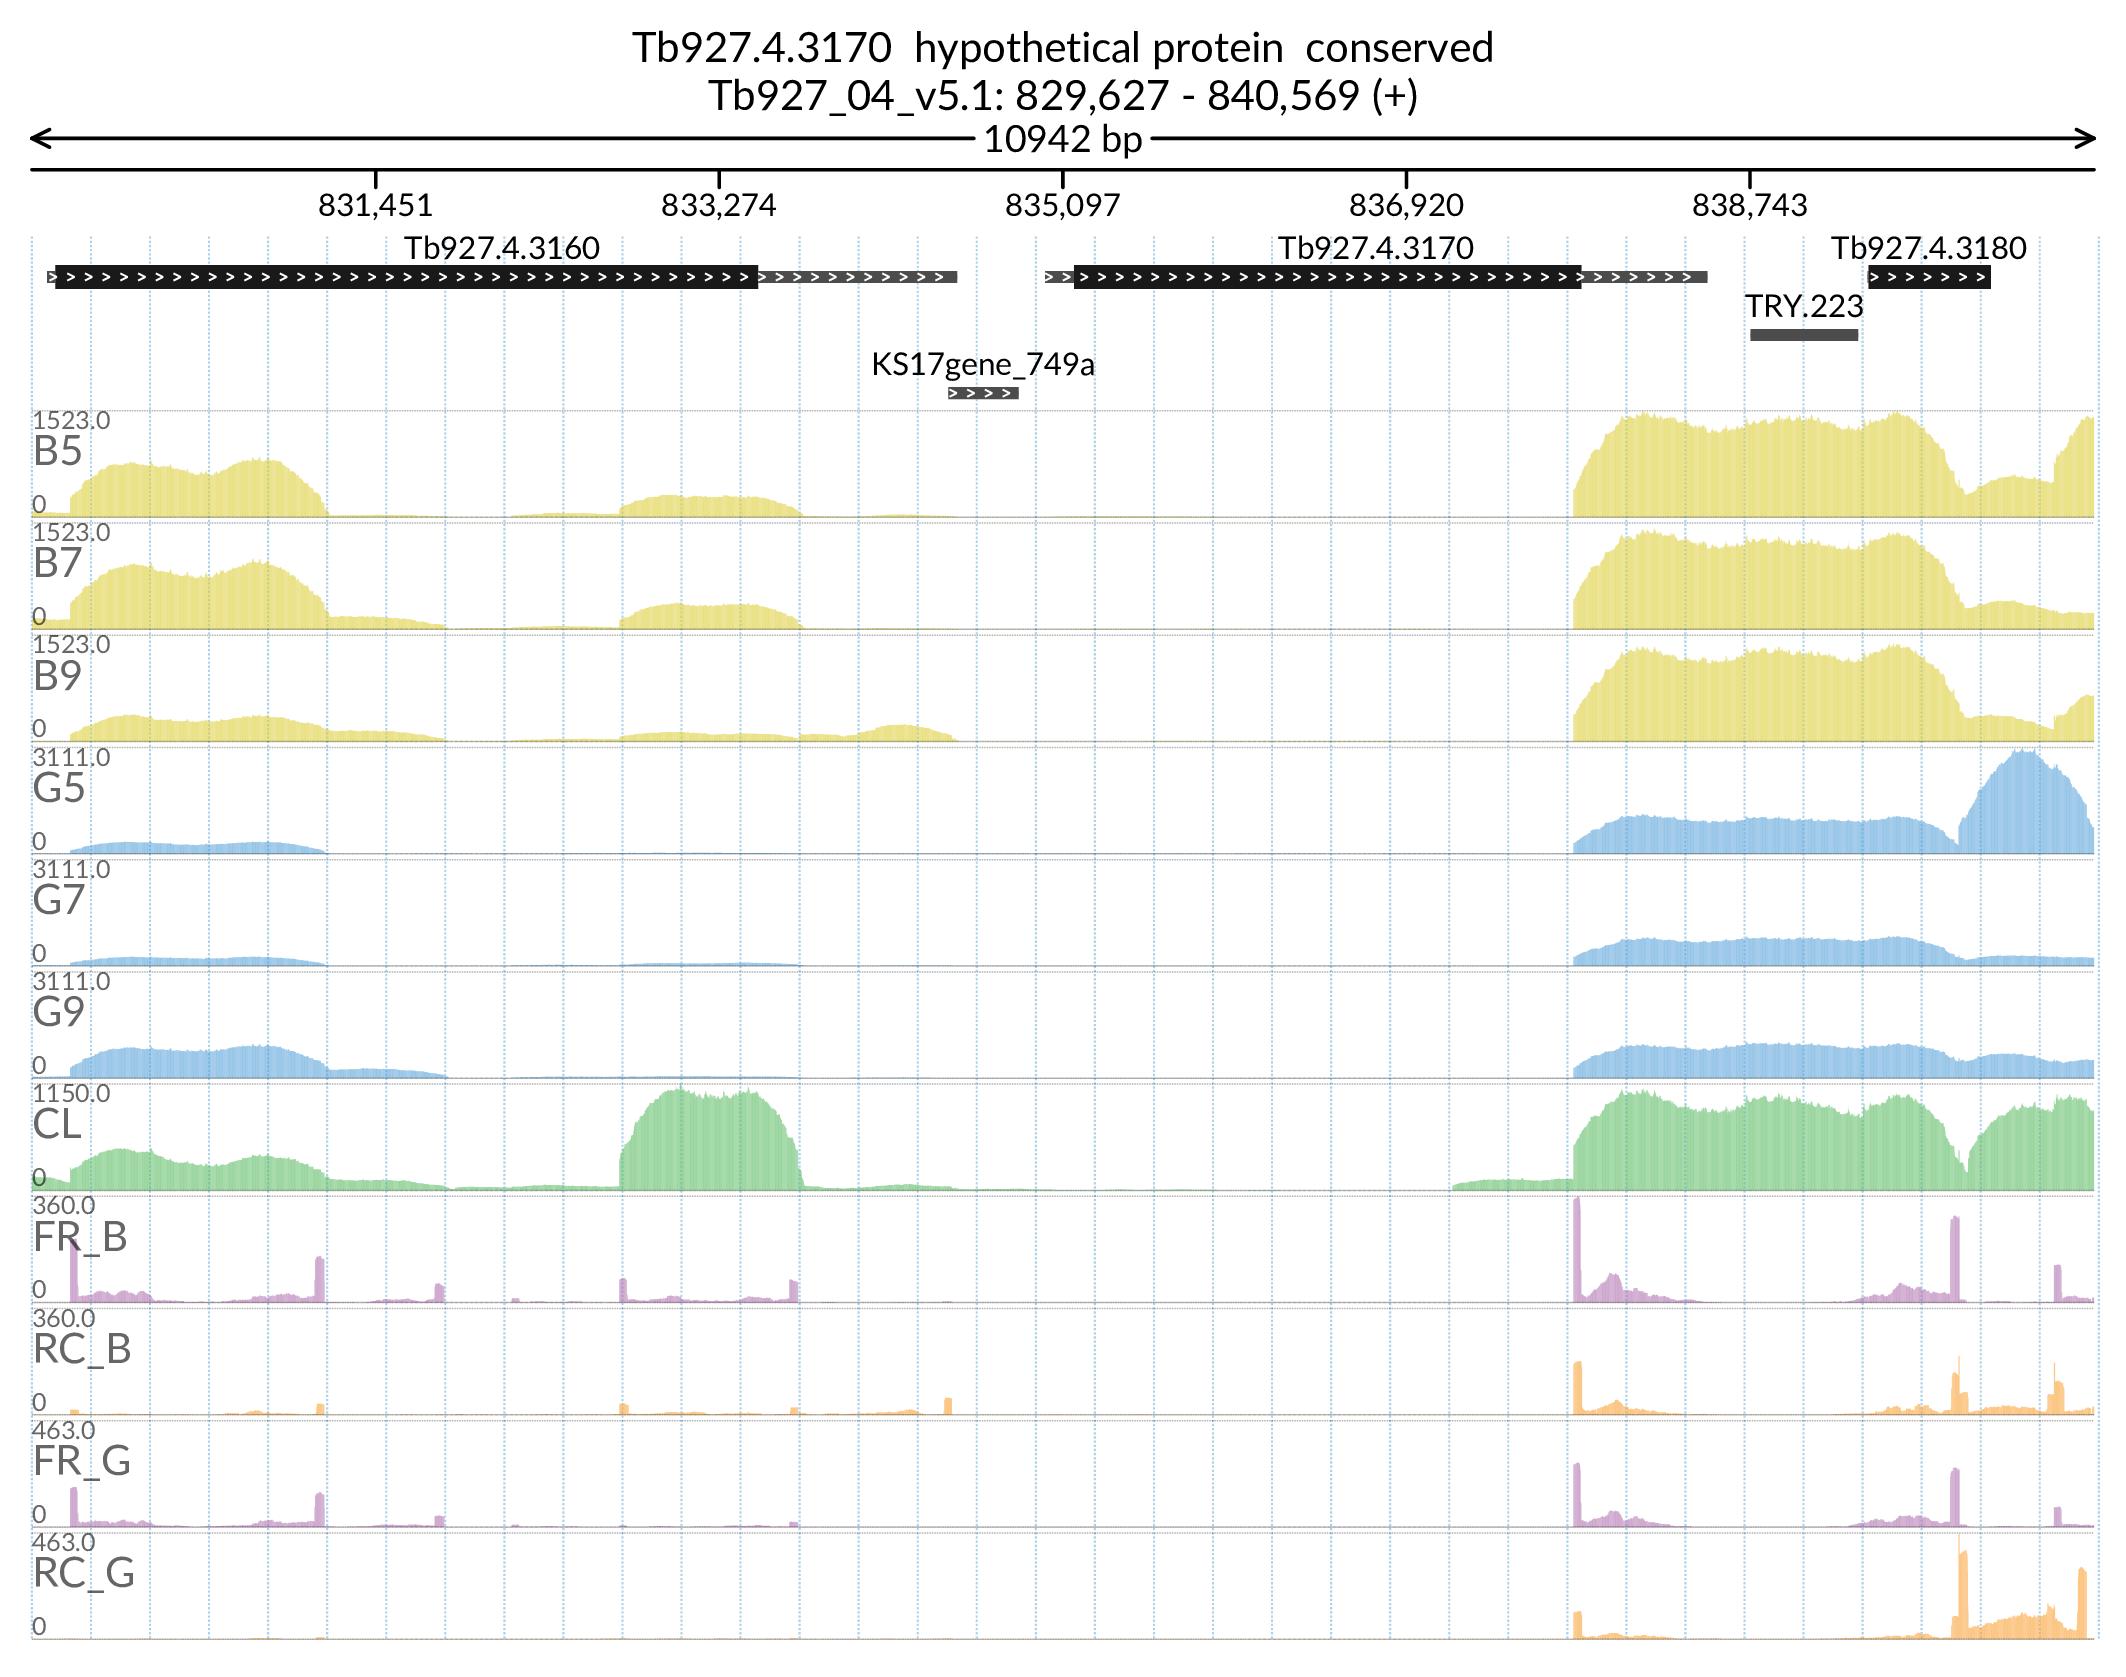 Tb927.4.3170  hypothetical protein  conserved
Tb927_04_v5.1: 829,627 - 840,569 (+)
10942 bp
831,451 833,274 835,097 836,920 838,743
Tb927.4.3160 Tb927.4.3170 Tb927.4.3180
TRY.223
KS17gene_749a
1523.0
B5
0
1523.0
B7
0
1523.0
B9
0
3111.0
G5
0
3111.0
G7
0
3111.0
G9
0
1150.0
CL
0
360.0
FR_B
0
360.0
RC_B
0
463.0
FR_G
0
463.0
RC_G
0